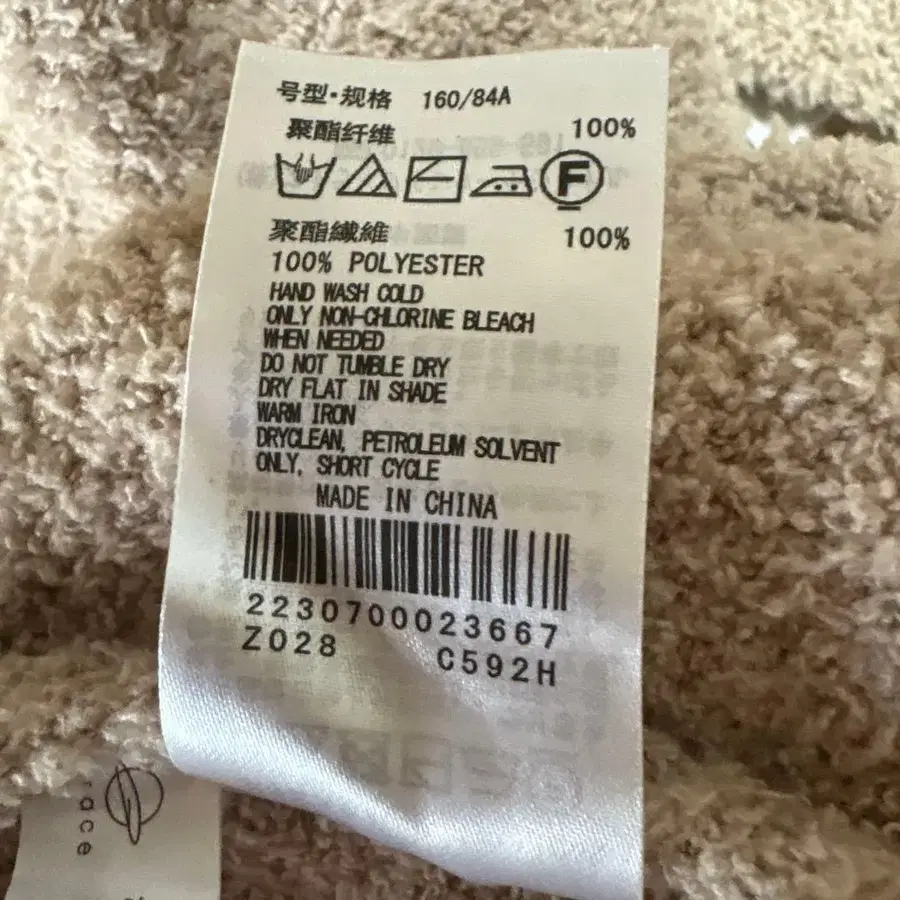 号型·规格 160/84A
聚酯纤维 100%
F
聚酯纖維 100%
100% POLYESTER
HAND WASH COLD
ONLY NON-CHLORINE BLEACH
WHEN NEEDED
DO NOT TUMBLE DRY
DRY FLAT IN SHADE
WARM IRON
DRYCLEAN, PETROLEUM SOLVENT
ONLY, SHORT CYCLE
MADE IN CHINA
2230700023667
Z028 C592H
race